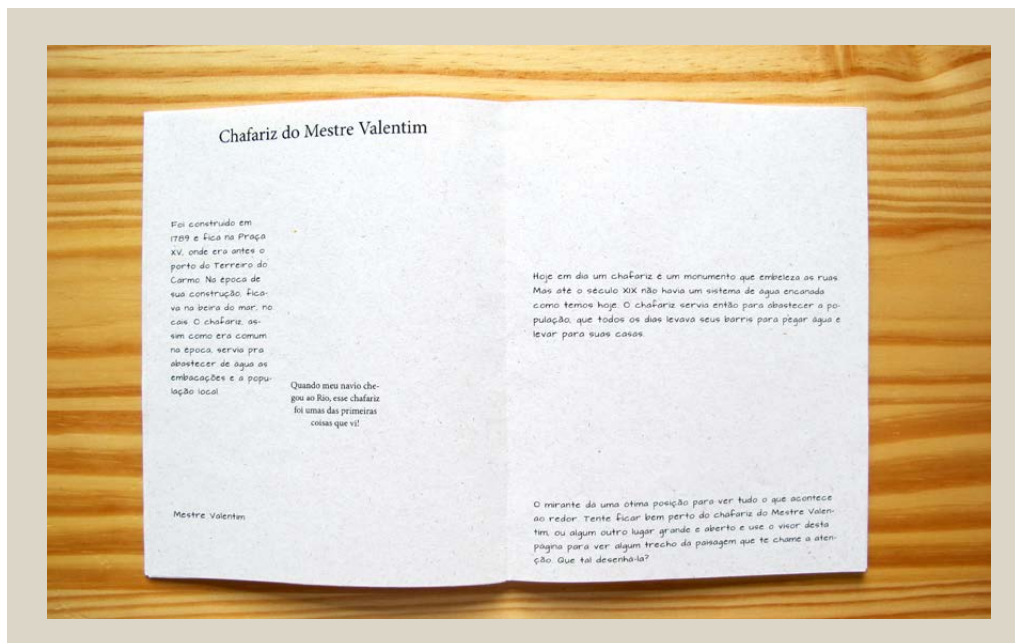 Chafariz do Mestre Valentim
Foi construído em
1789 e fica na Praça
XV, onde era antes o
porto do Terreiro do
Carmo. Na época de
sua construção, fica-
va na beira do mar, no
cais. O chafariz, as-
sim como era comum
na época, servia pra
abastecer de água as
embacações e a popu-
lação local
Quando meu navio che-
gou ao Rio, esse chafariz
foi umas das primeiras
coisas que vi!
Mestre Valentim
Hoje em dia um chafariz é um monumento que embeleza as ruas.
Mas até o século XIX não havia um sistema de água encanada
como temos hoje. O chafariz servia então para abastecer a po-
pulação, que todos os dias levava seus barris para pegar água e
levar para suas casas.
O mirante dá uma ótima posição para ver tudo o que acontece
ao redor. Tente ficar bem perto do chafariz do Mestre Valen-
tim, ou algum outro lugar grande e aberto e use o visor desta
página para ver algum trecho da paisagem que te chame a aten-
ção. Que tal desenhá-la?